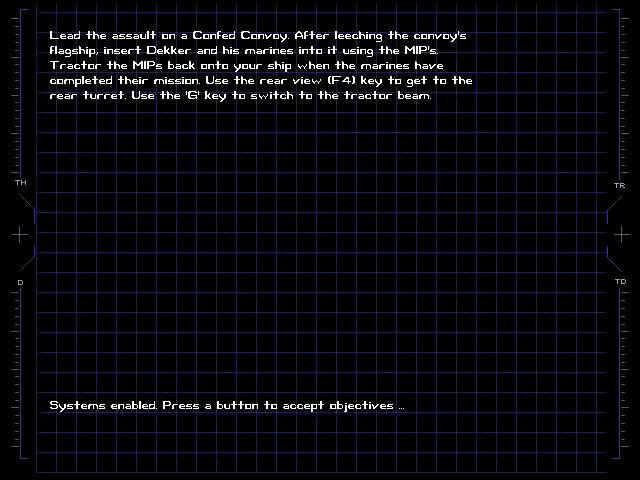 Lead the assault on a Confed Convoy. After leeching the convoy's
flagship, insert Dekker and his marines into it using the MIP's.
Tractor the MIPs back onto your ship when the marines have
completed their mission. Use the rear view (F4) key to get to the
rear turret. Use the 'G' key to switch to the tractor beam.
TH
TR
D
TD
Systems enabled. Press a button to accept objectives ...